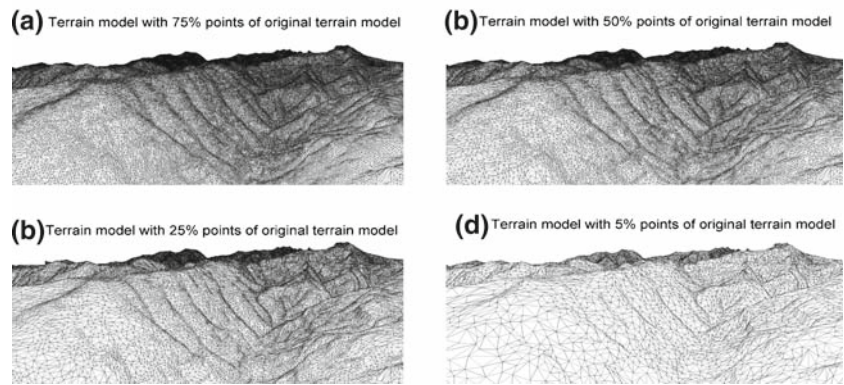 (a) Terrain model with 75% points of original terrain model
(b) Terrain model with 50% points of original terrain model
(b) Terrain model with 25% points of original terrain model
(d) Terrain model with 5% points of original terrain model